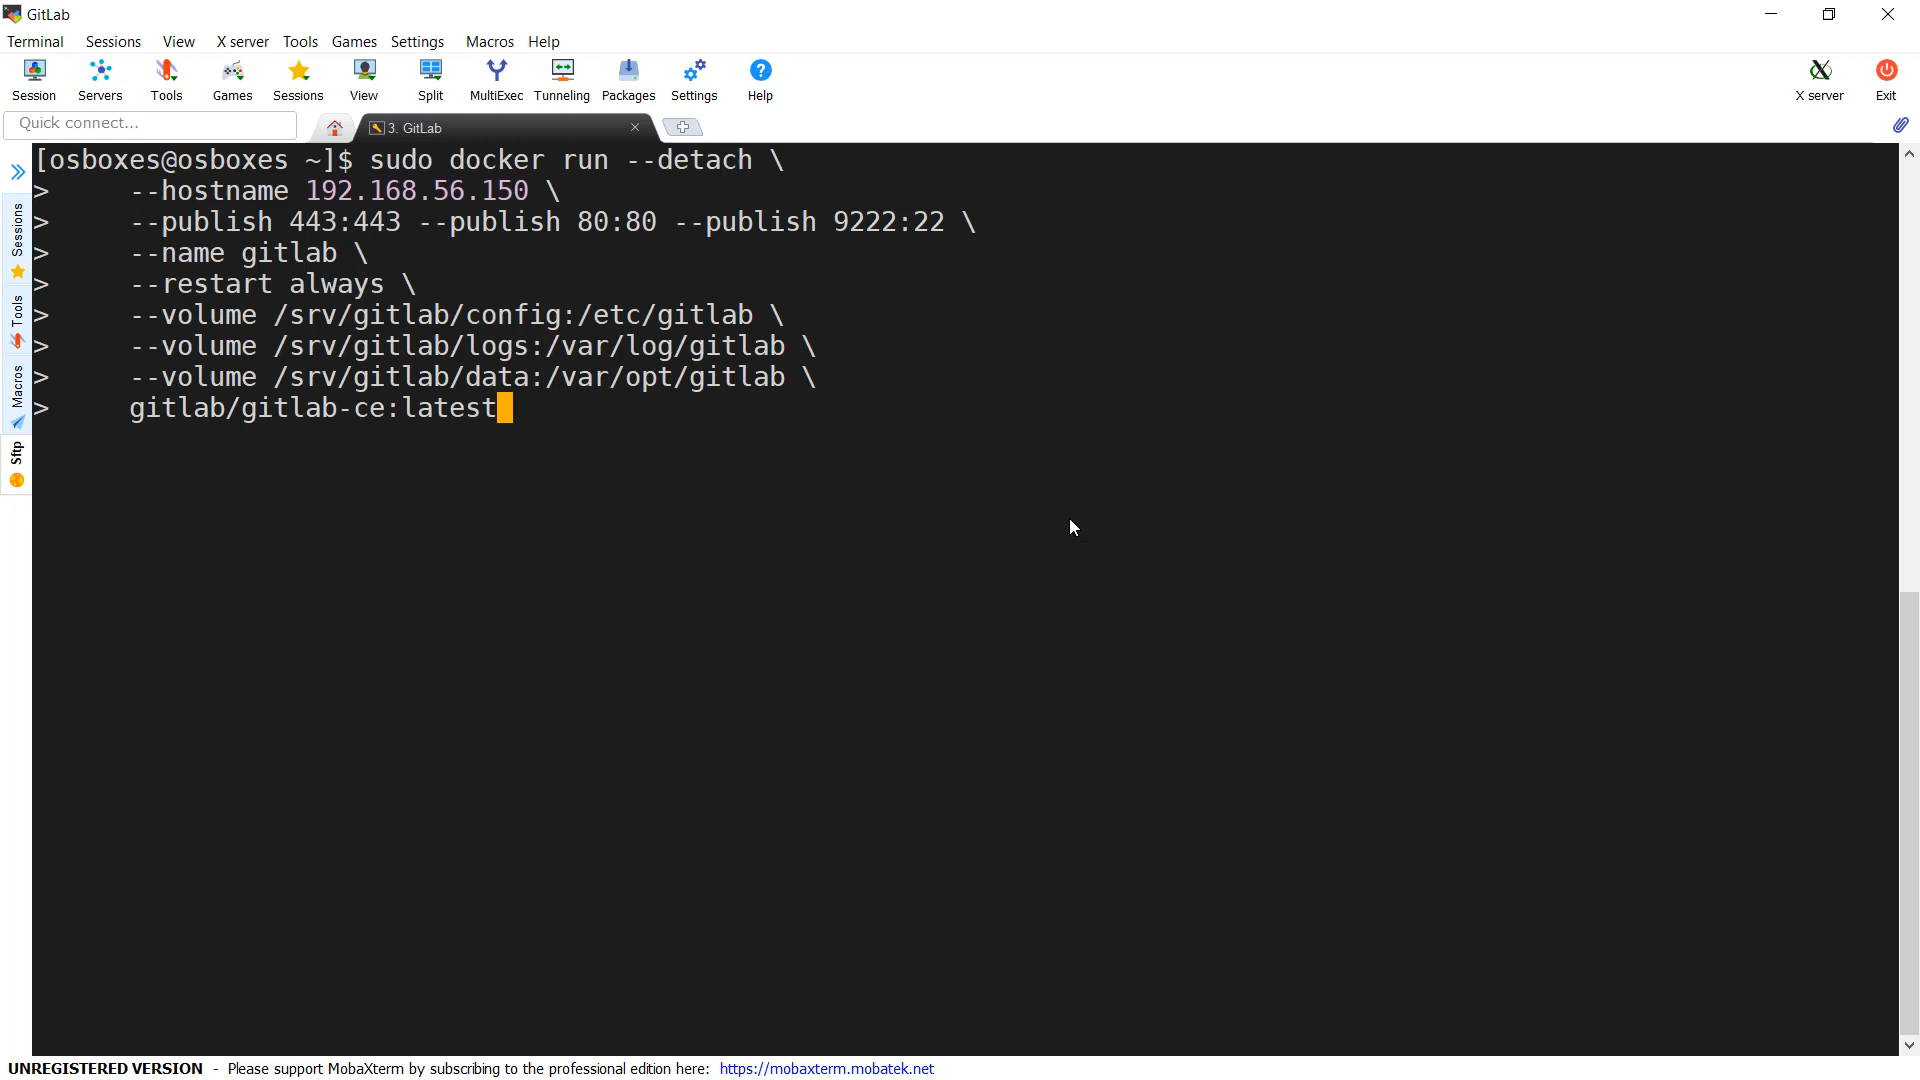 GitLab
Terminal Sessions View X server Tools Games Settings Macros Help
Session Servers Tools Games Sessions View Split MultiExec Tunneling Packages Settings Help X server Exit
Quick connect...
3. GitLab
[osboxes@osboxes ~]$ sudo docker run --detach \
> --hostname 192.168.56.150 \
> --publish 443:443 --publish 80:80 --publish 9222:22 \
> --name gitlab \
> --restart always \
> --volume /srv/gitlab/config:/etc/gitlab \
> --volume /srv/gitlab/logs:/var/log/gitlab \
> --volume /srv/gitlab/data:/var/opt/gitlab \
> gitlab/gitlab-ce:latest
Sessions
Tools
Macros
Sftp
UNREGISTERED VERSION - Please support MobaXterm by subscribing to the professional edition here: https://mobaxterm.mobatek.net